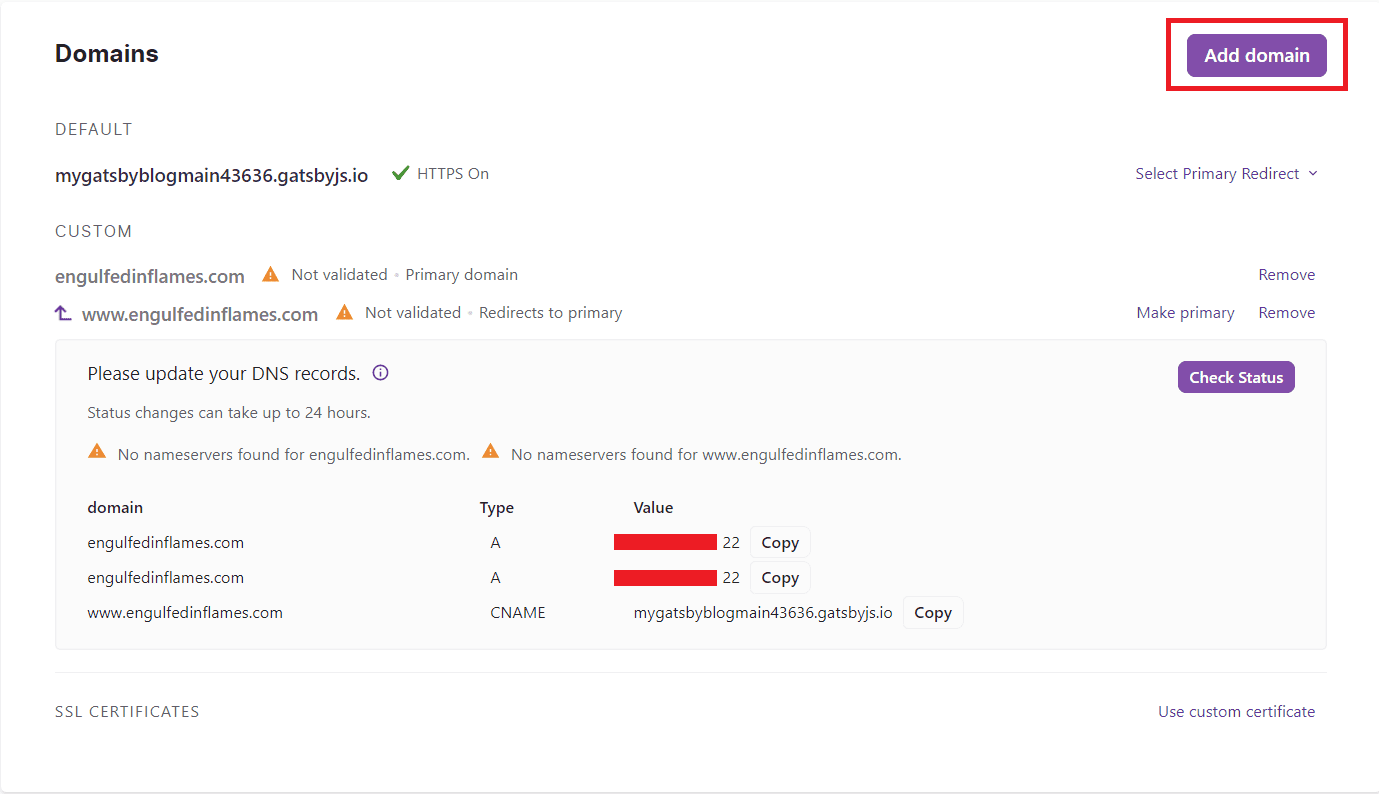 Domains
Add domain
DEFAULT
mygatsbyblogmain43636.gatsbyjs.io HTTPS On Select Primary Redirect
CUSTOM
engulfedinflames.com Not validated • Primary domain Remove
www.engulfedinflames.com Not validated • Redirects to primary Make primary Remove
Please update your DNS records.
Check Status
Status changes can take up to 24 hours.
No nameservers found for engulfedinflames.com. No nameservers found for www.engulfedinflames.com.
domain Type Value
engulfedinflames.com A 22 Copy
engulfedinflames.com A 22 Copy
www.engulfedinflames.com CNAME mygatsbyblogmain43636.gatsbyjs.io Copy
SSL CERTIFICATES Use custom certificate